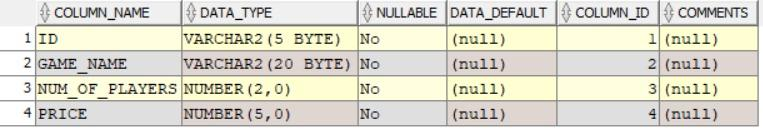 COLUMN_NAME DATA_TYPE NULLABLE DATA_DEFAULT COLUMN_ID COMMENTS
1 ID VARCHAR2(5 BYTE) No (null) 1 (null)
2 GAME_NAME VARCHAR2(20 BYTE) No (null) 2 (null)
3 NUM_OF_PLAYERS NUMBER(2,0) No (null) 3 (null)
4 PRICE NUMBER(5,0) No (null) 4 (null)